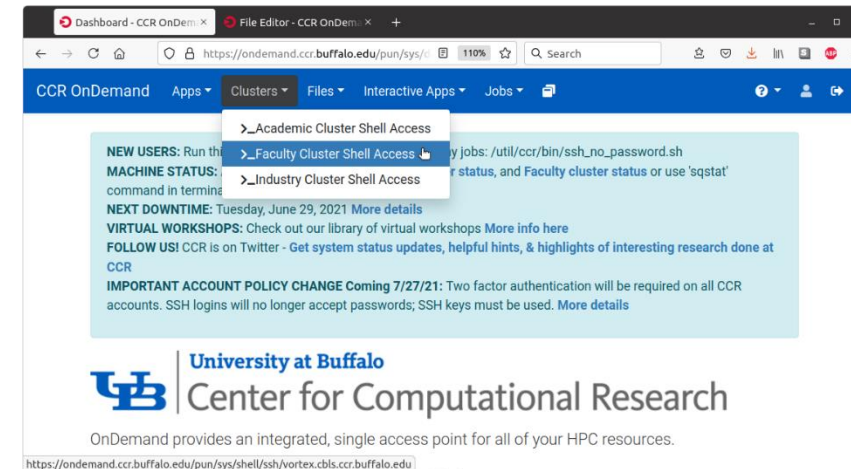 Dashboard - CCR OnDem
File Editor - CCR OnDem
https://ondemand.ccr.buffalo.edu/pun/sys/d
110%
Search
CCR OnDemand Apps Clusters Files Interactive Apps Jobs
>_Academic Cluster Shell Access
>_Faculty Cluster Shell Access
>_Industry Cluster Shell Access
NEW USERS: Run thi y jobs: /util/ccr/bin/ssh_no_password.sh
MACHINE STATUS: r status, and Faculty cluster status or use 'sqstat'
command in termina
NEXT DOWNTIME: Tuesday, June 29, 2021 More details
VIRTUAL WORKSHOPS: Check out our library of virtual workshops More info here
FOLLOW US! CCR is on Twitter - Get system status updates, helpful hints, & highlights of interesting research done at
CCR
IMPORTANT ACCOUNT POLICY CHANGE Coming 7/27/21: Two factor authentication will be required on all CCR
accounts. SSH logins will no longer accept passwords; SSH keys must be used. More details
UB
University at Buffalo
Center for Computational Research
OnDemand provides an integrated, single access point for all of your HPC resources.
https://ondemand.ccr.buffalo.edu/pun/sys/shell/ssh/vortex.cbls.ccr.buffalo.edu